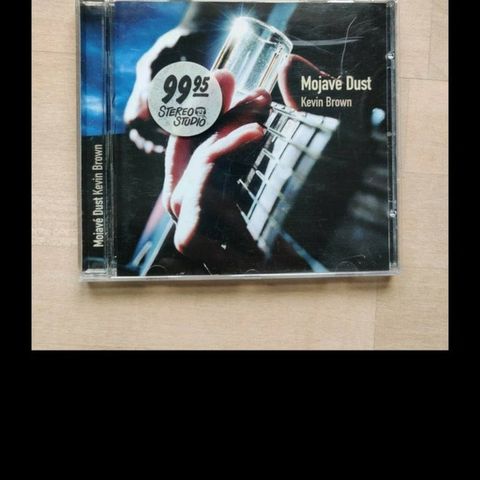 Mojavé Dust
Kevin Brown
99 95
STEREO
STUDIO
Mojavé Dust Kevin Brown